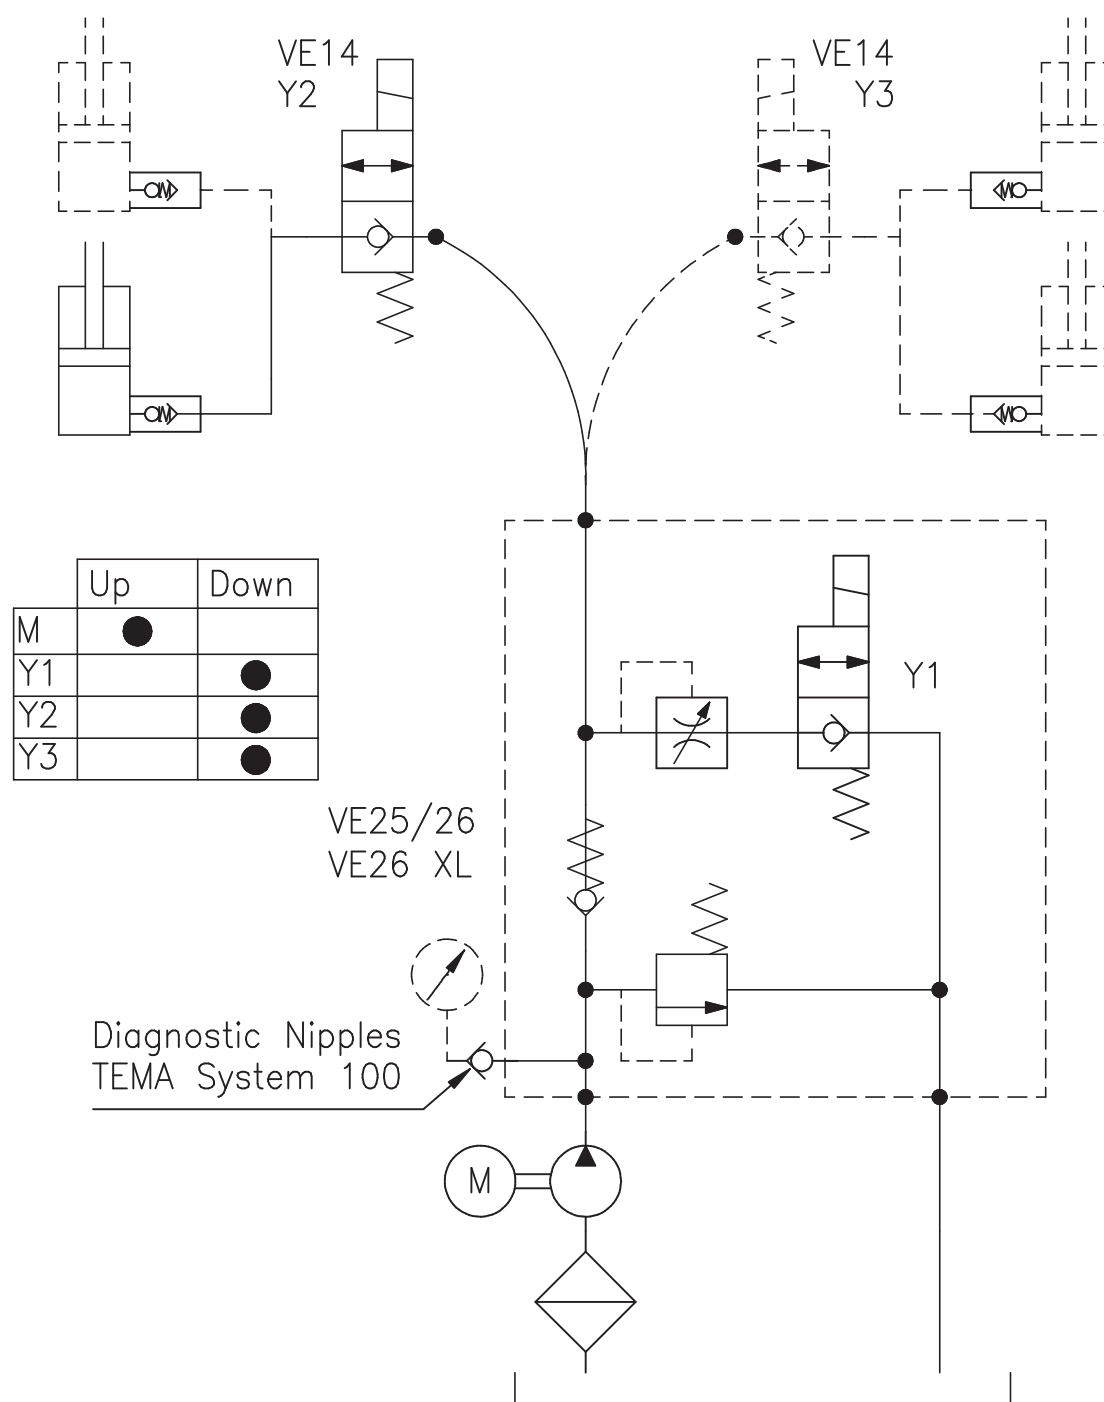 VE14
Y2
VE14
Y3
Up Down
M
Y1
Y2
Y3
Y1
VE25/26
VE26 XL
Diagnostic Nipples
TEMA System 100
M